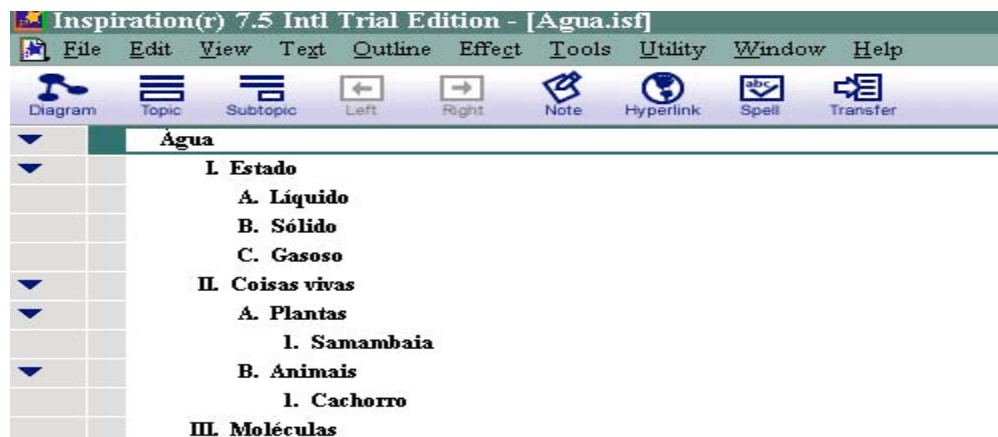 Inspiration(r) 7.5 Intl Trial Edition - [Agua.isf]
File Edit View Text Outline Effect Tools Utility Window Help
Diagram Topic Subtopic Left Right Note Hyperlink Spell Transfer
Água
I. Estado
A. Líquido
B. Sólido
C. Gasoso
II. Coisas vivas
A. Plantas
1. Samambaia
B. Animais
1. Cachorro
III. Moléculas